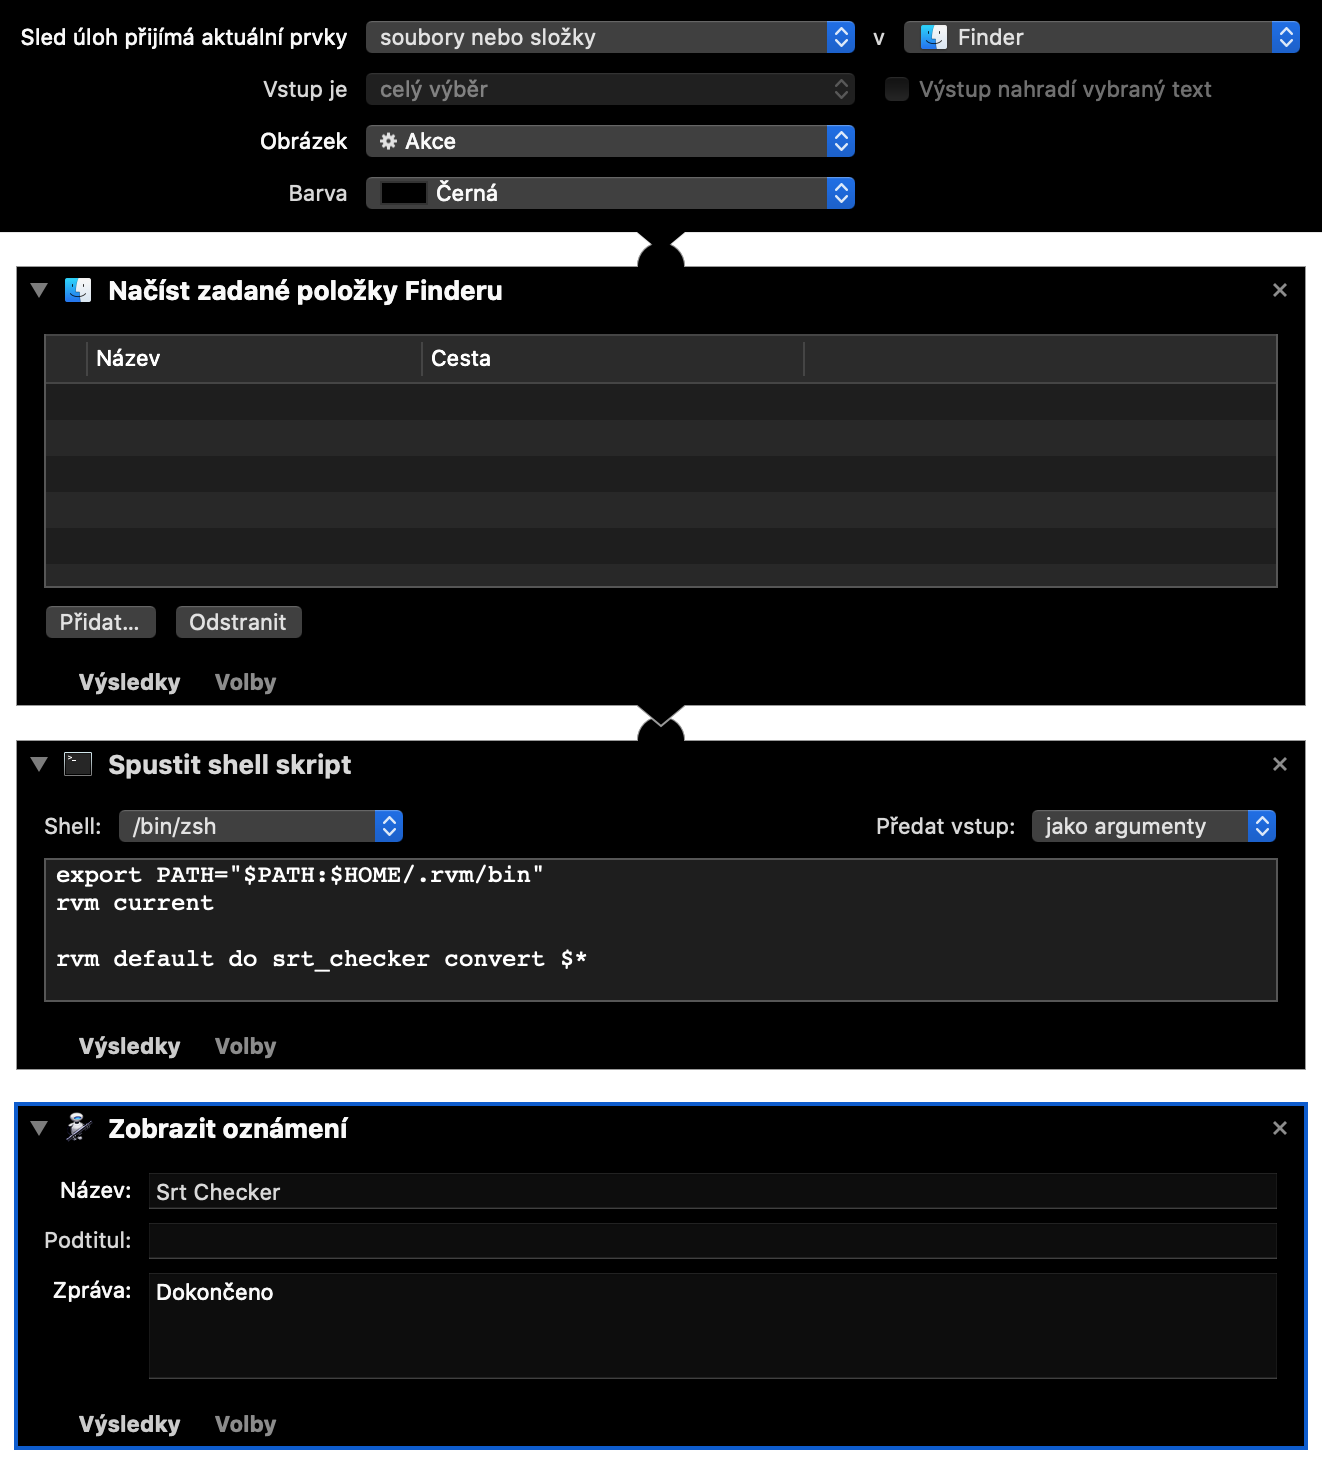 Sled úloh přijímá aktuální prvky soubory nebo složky v Finder
Vstup je celý výběr Výstup nahradí vybraný text
Obrázek Akce
Barva Černá
Načíst zadané položky Finderu
Název Cesta
Přidat... Odstranit
Výsledky Volby
Spustit shell skript
Shell: /bin/zsh Předat vstup: jako argumenty
export PATH="$PATH:$HOME/.rvm/bin"
rvm current
rvm default do srt_checker convert $*
Výsledky Volby
Zobrazit oznámení
Název: Srt Checker
Podtitul:
Zpráva: Dokončeno
Výsledky Volby